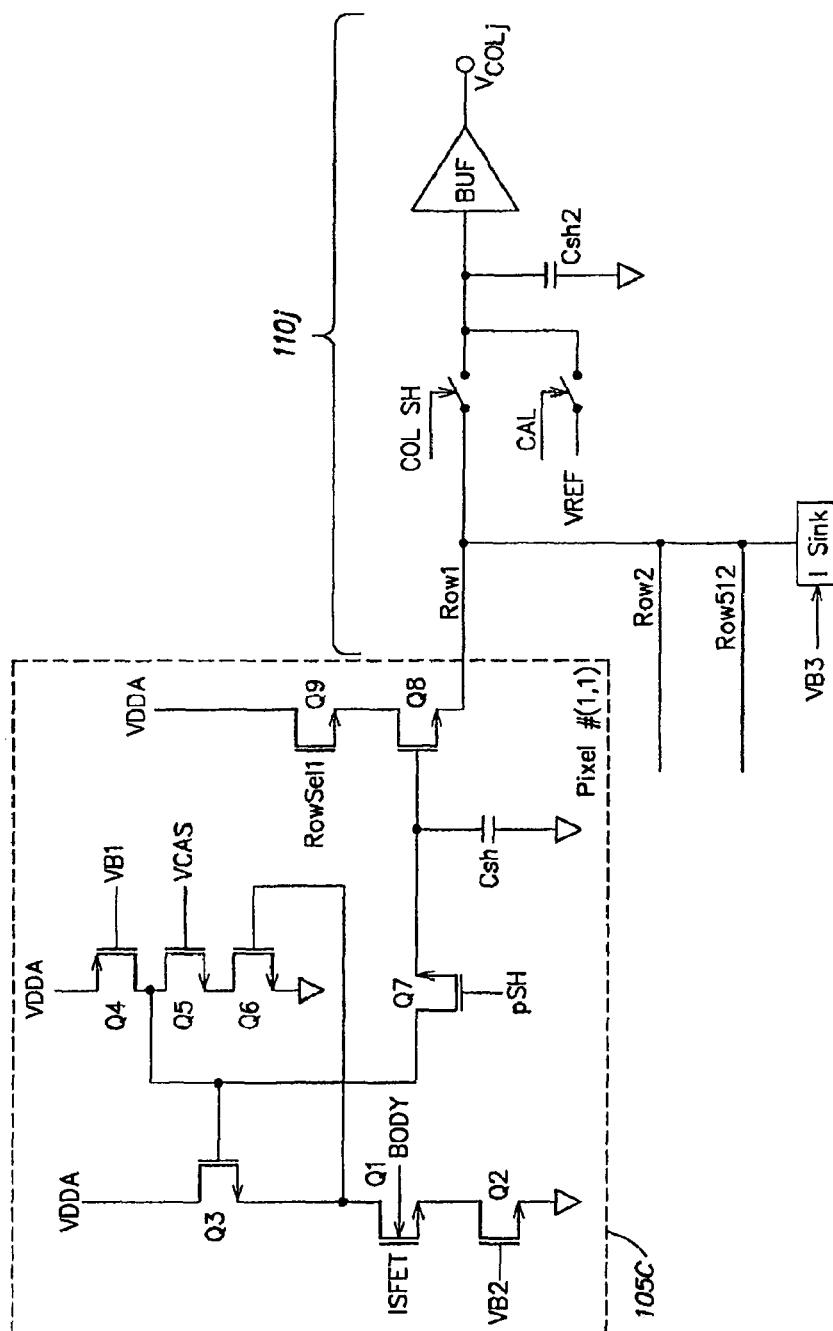 110j
VCOLj
BUF
Csh2
COL SH
CAL
VREF
Row1
Row2
Row512
I Sink
VB3
VDDA
Q9
RowSel1
Q8
Pixel #(1,1)
VDDA
VB1
Q4
VCAS
Q5
Q6
Csh
Q7
pSH
VDDA
Q3
BODY
Q1
ISFET
Q2
VB2
105C